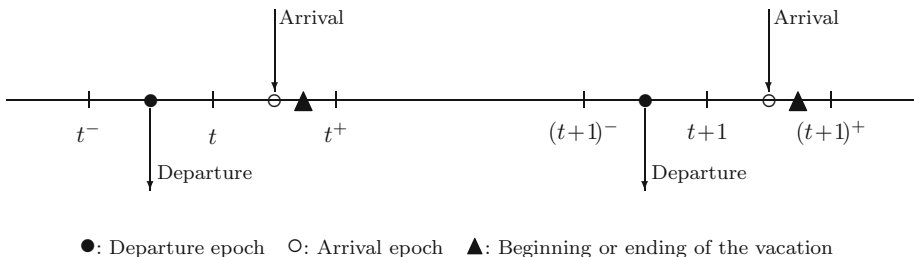 Arrival Arrival
t⁻ t t⁺ (t+1)⁻ t+1 (t+1)⁺
Departure Departure
●: Departure epoch ○: Arrival epoch ▲: Beginning or ending of the vacation